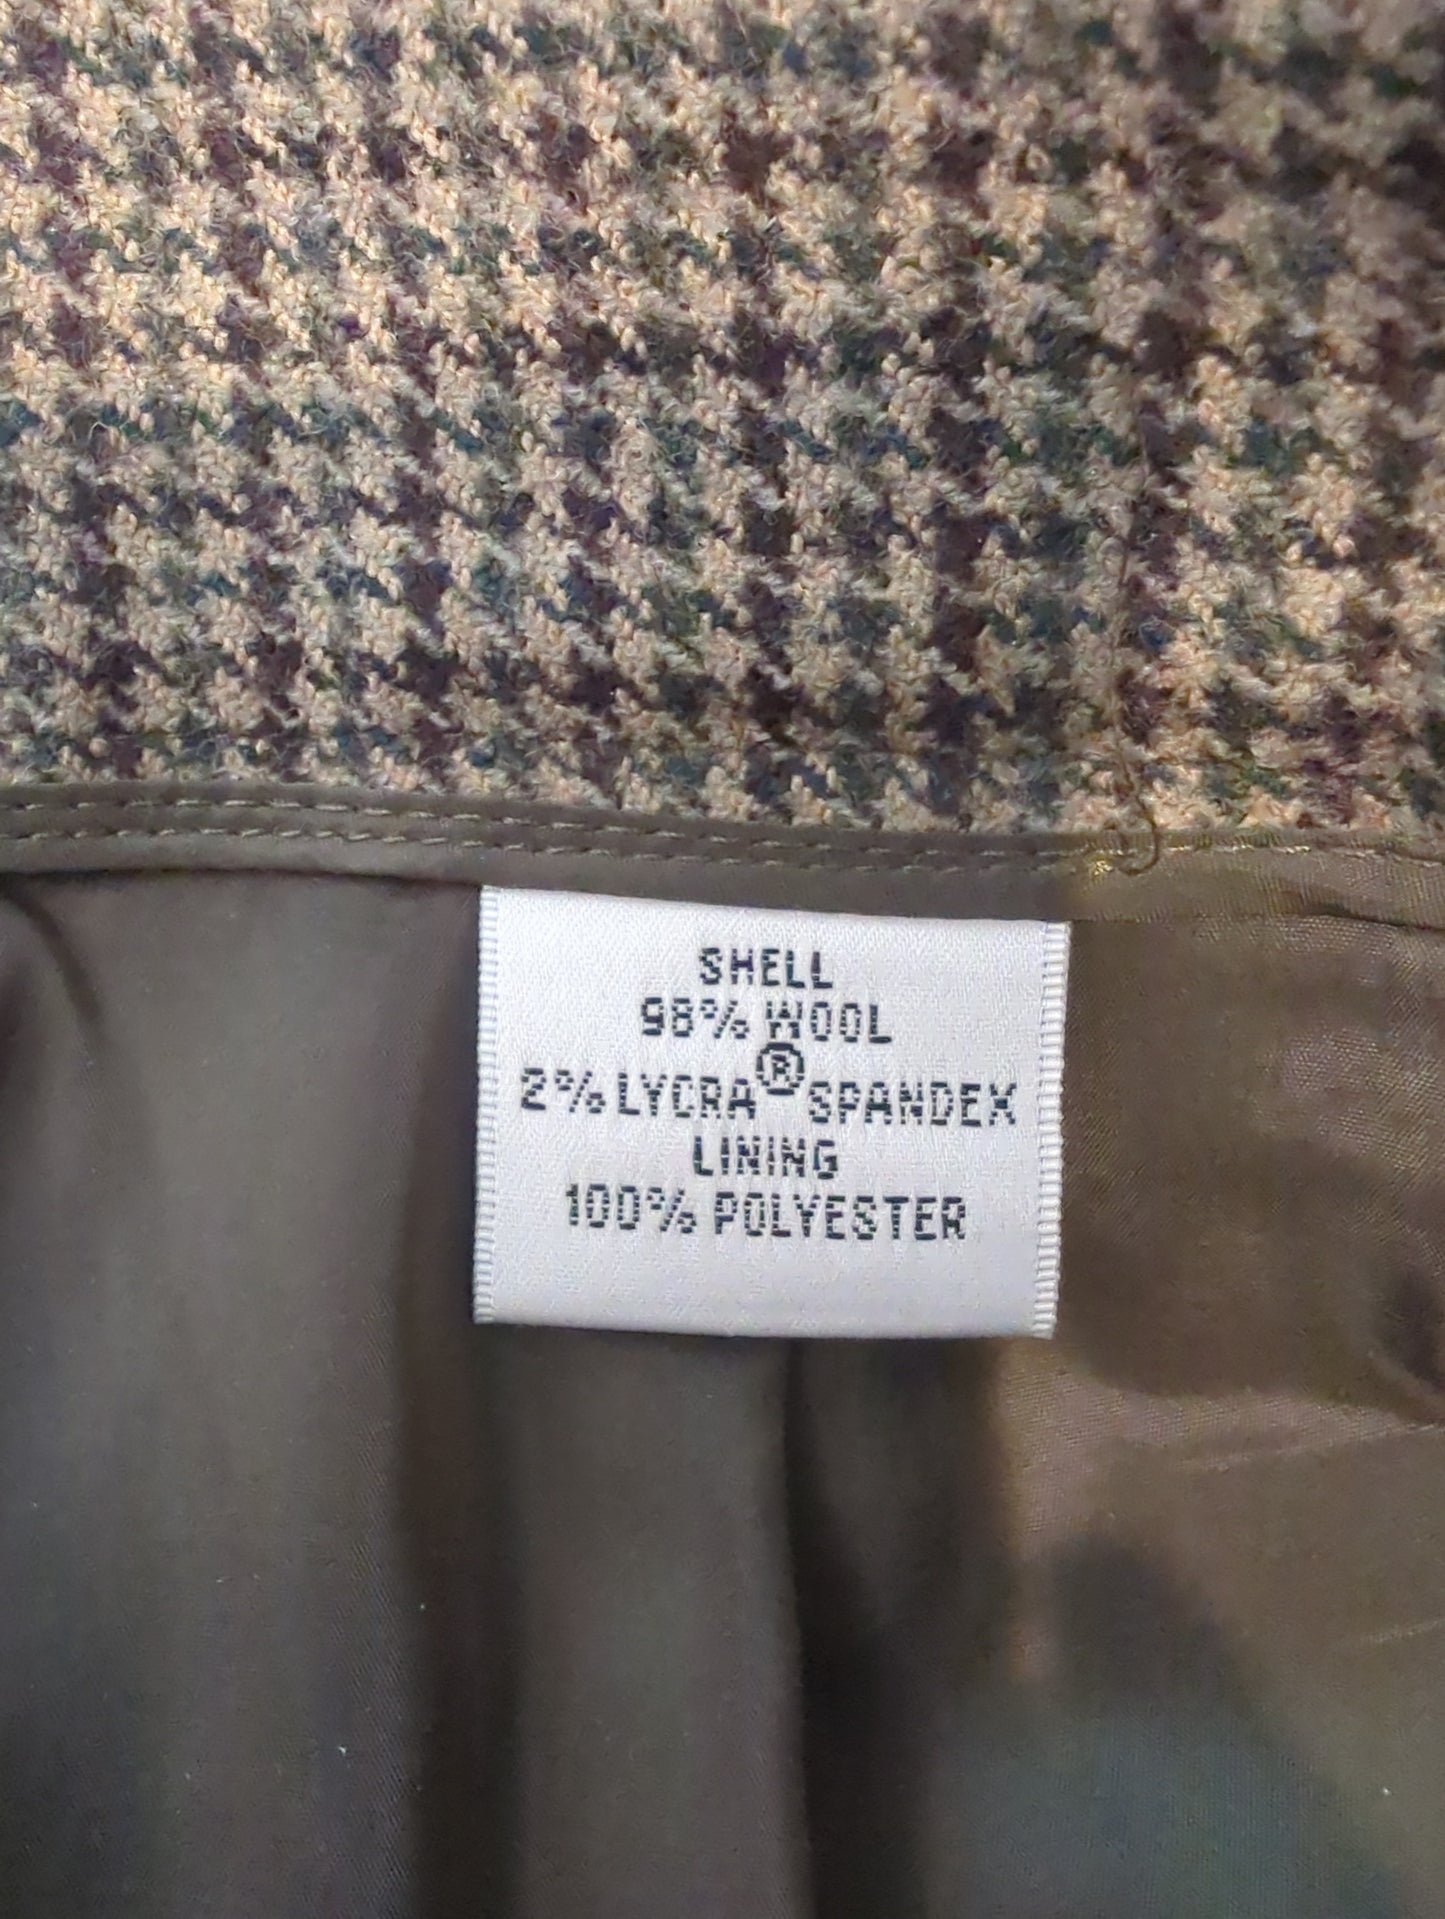 SHELL
98% WOOL
2% LYCRA® SPANDEX
LINING
100% POLYESTER